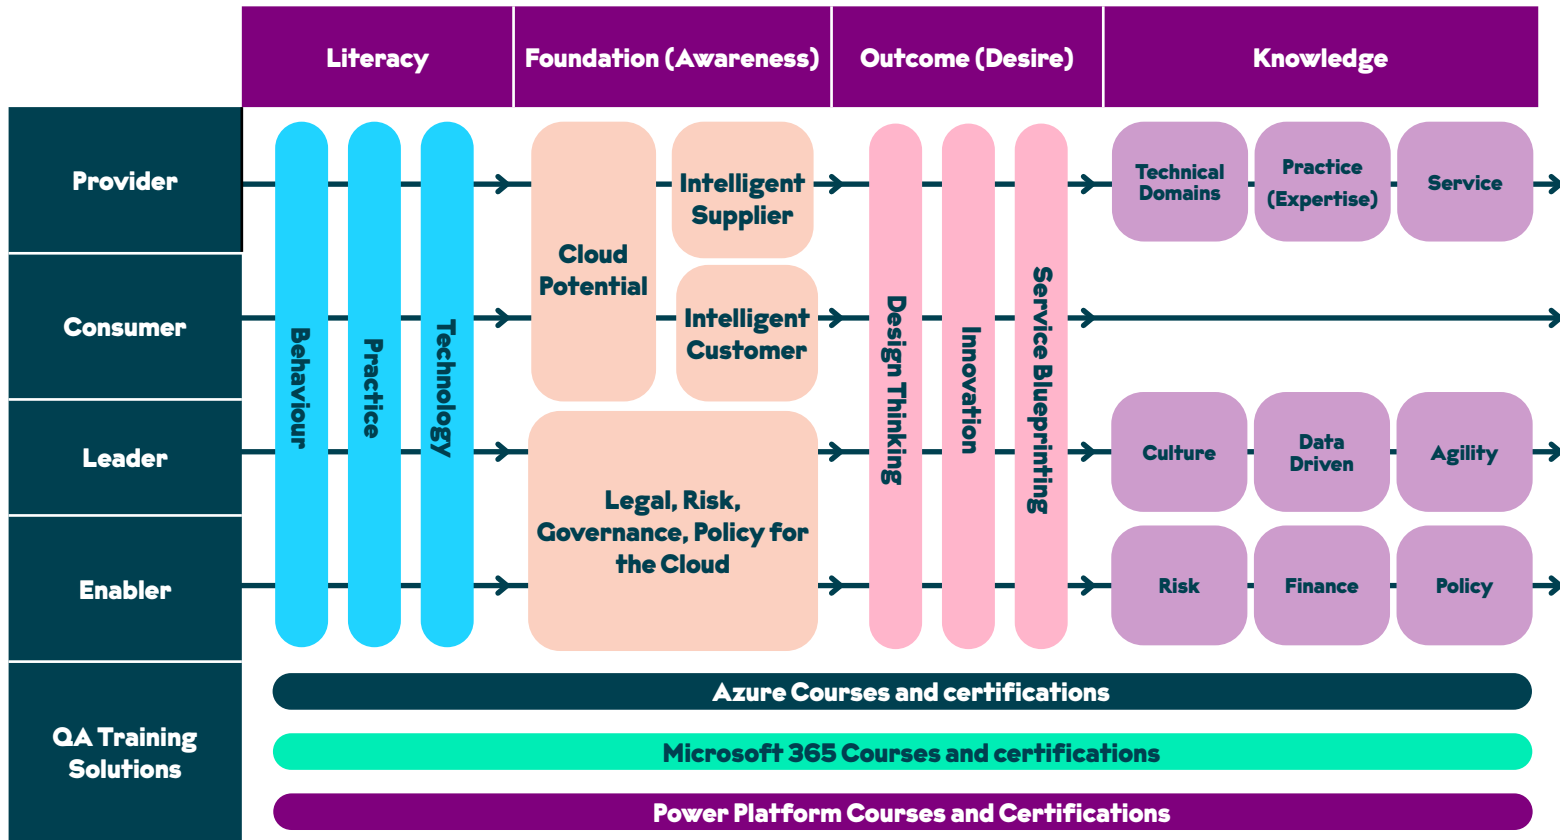 Literacy
Foundation (Awareness)
Outcome (Desire)
Knowledge
Provider
Consumer
Leader
Enabler
QA Training
Solutions
Behaviour
Practice
Technology
Cloud
Potential
Intelligent
Supplier
Intelligent
Customer
Legal, Risk,
Governance, Policy for
the Cloud
Design Thinking
Innovation
Service Blueprinting
Technical
Domains
Practice
(Expertise)
Service
Culture
Data
Driven
Agility
Risk
Finance
Policy
Azure Courses and certifications
Microsoft 365 Courses and certifications
Power Platform Courses and Certifications